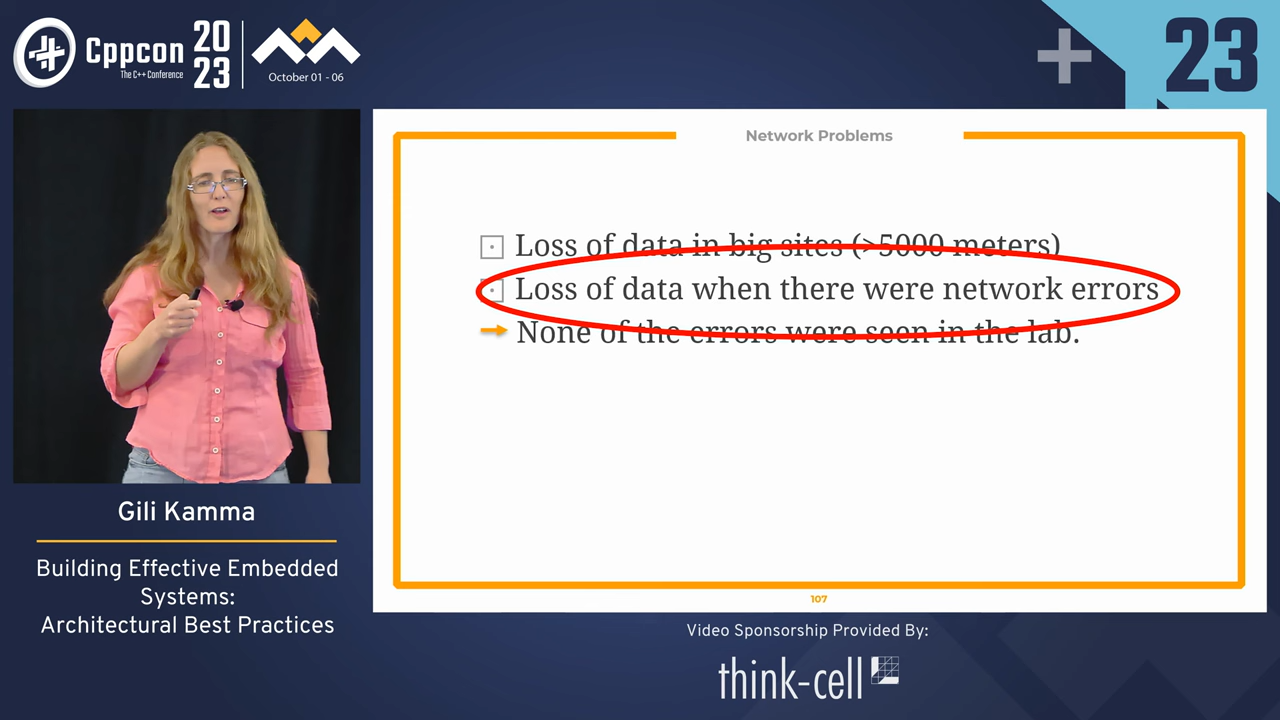 Cppcon
The C++ Conference
20
23
October 01 - 06
23
Network Problems
Loss of data in big sites (>5000 meters)
Loss of data when there were network errors
None of the errors were seen in the lab.
107
Gili Kamma
Building Effective Embedded
Systems:
Architectural Best Practices
Video Sponsorship Provided By:
think-cell